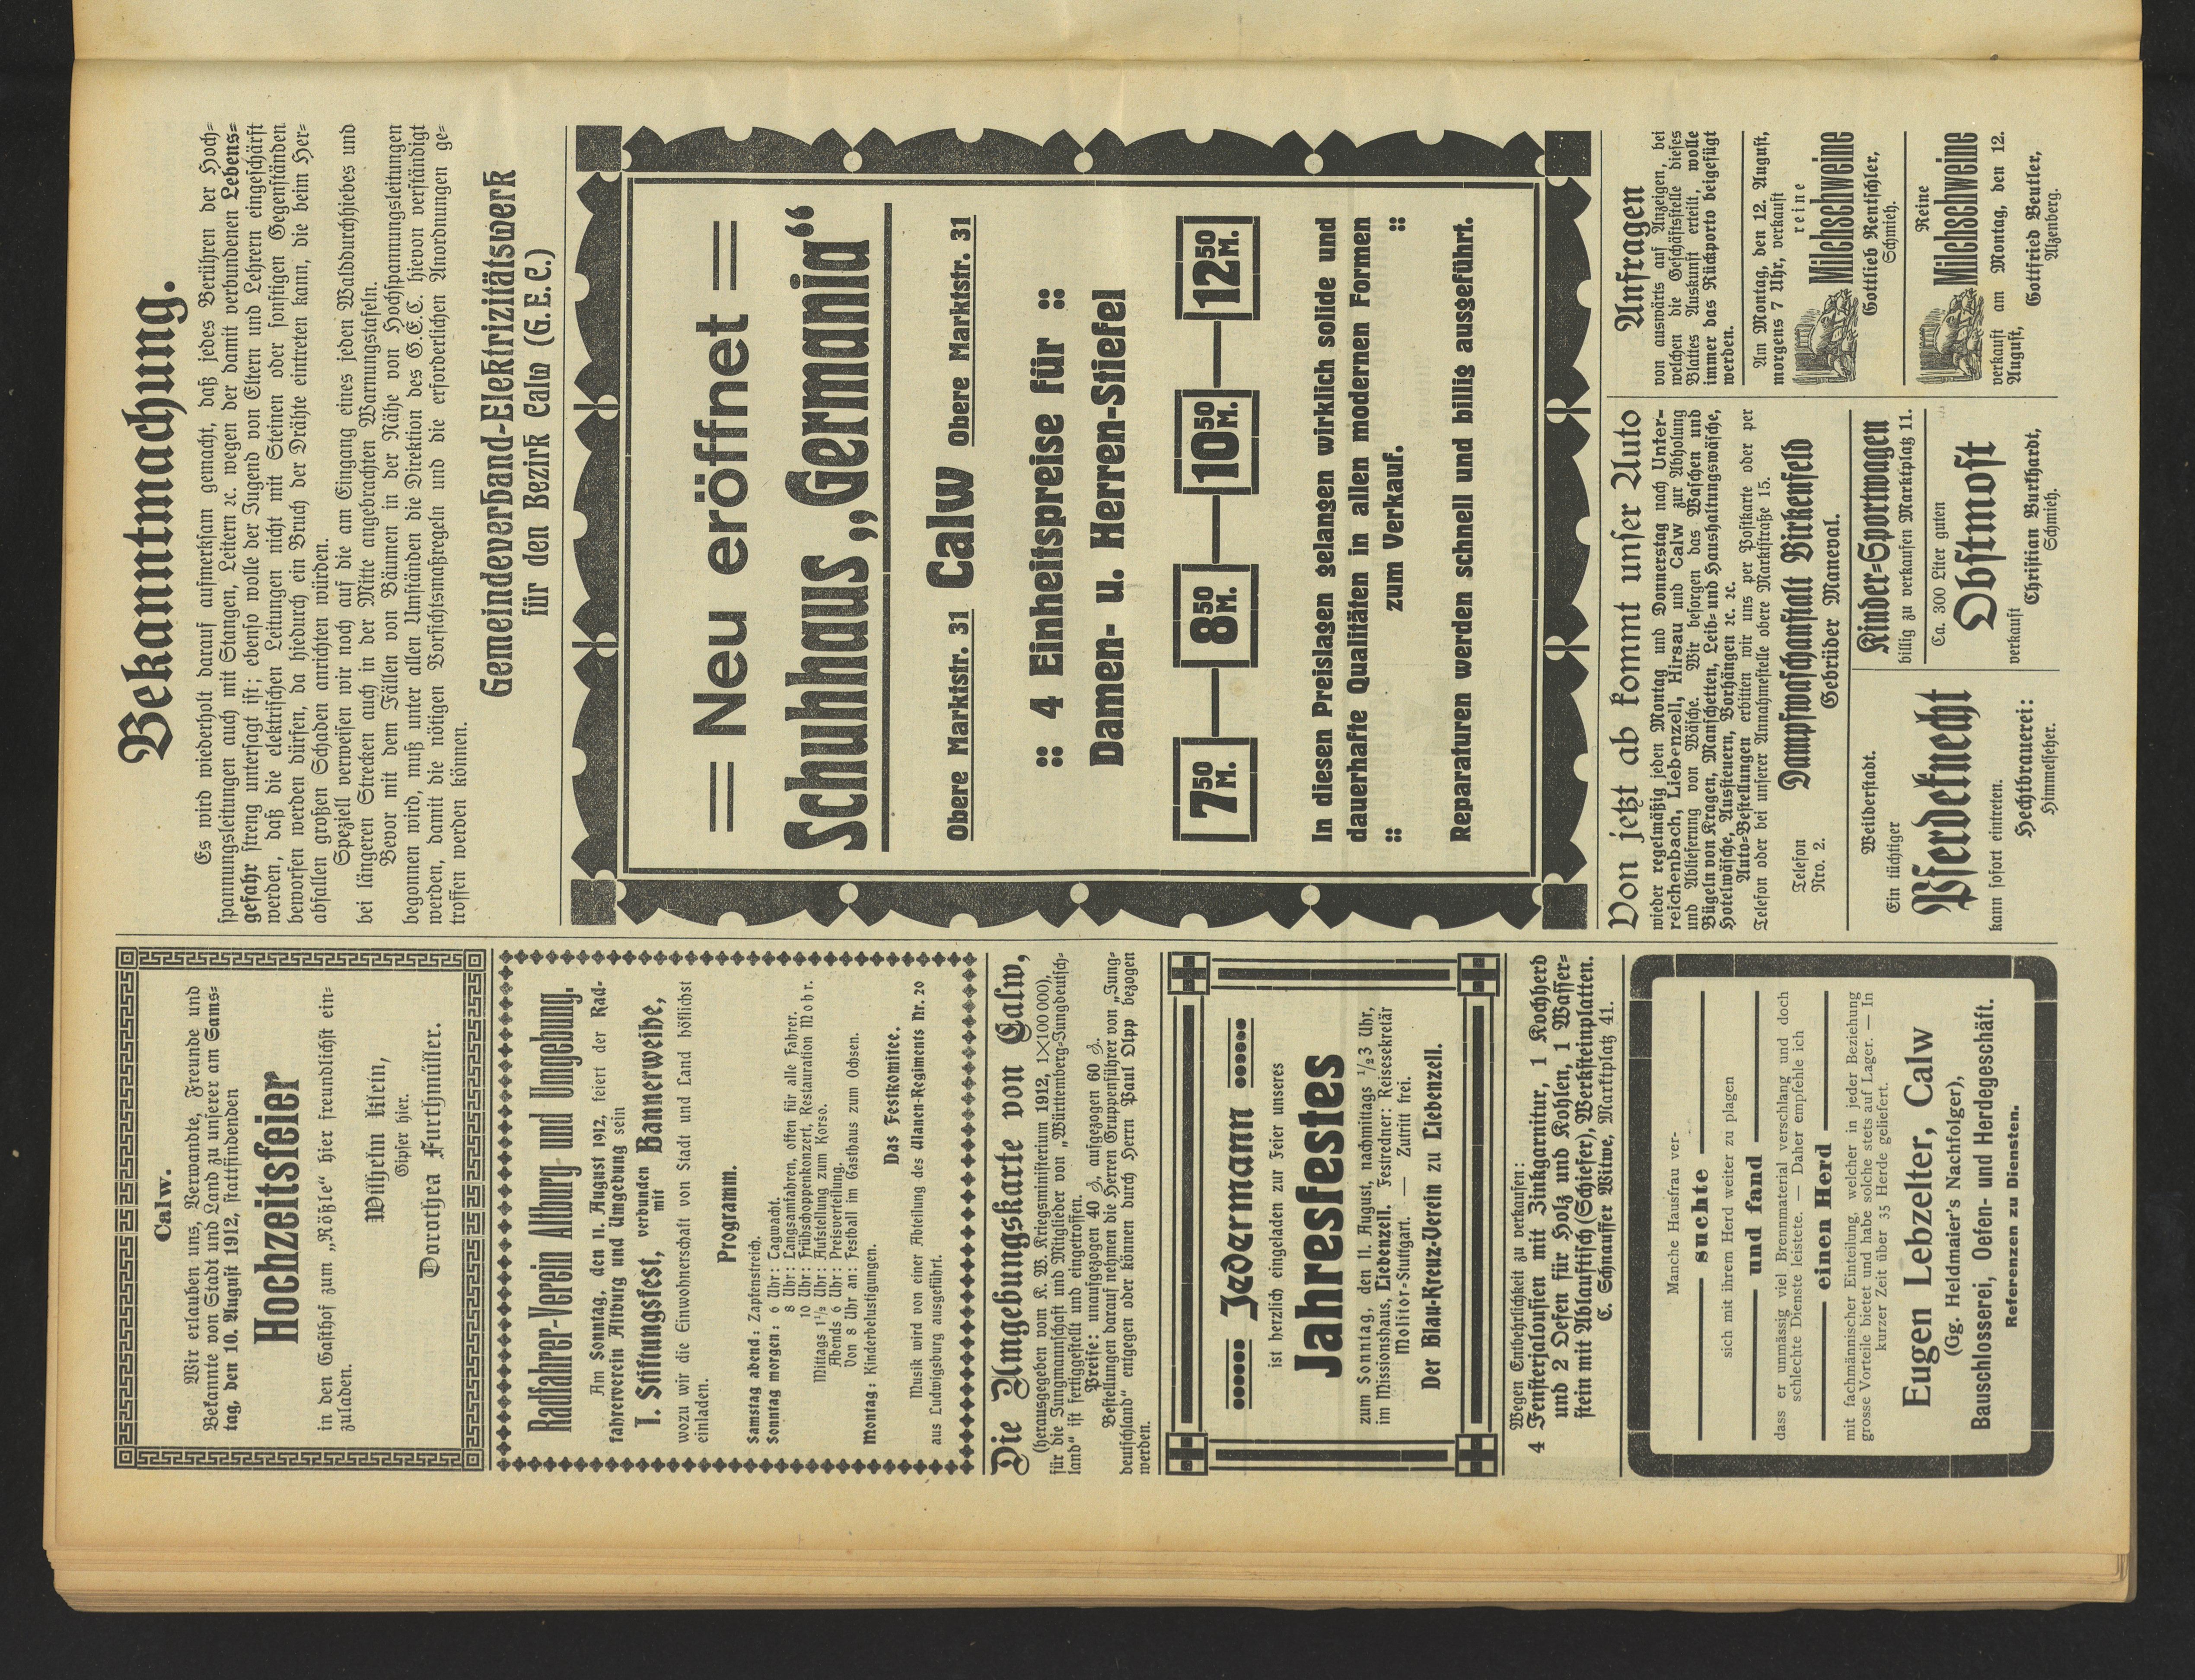 Calw.
Wir erlauben uns, Verwandte, Freunde und
Bekannte von Stadt und Land zu unserer am Sams-
tag, den 10. August 1912, stattfindenden
Hochzeitsfeier
in den Gasthof zum „Rößle“ hier freundlichst ein-
zuladen.
Wilhelm Klein,
Gipser hier.
Dorothea Furthmüller.
Radfahrer-Verein Altburg und Umgebung.
Am Sonntag, den 11. August 1912, feiert der Rad-
fahrerverein Altburg und Umgebung sein
I. Stiftungsfest, verbunden mit Bannerweihe,
wozu wir die Einwohnerschaft von Stadt und Land höflichst
einladen.
Programm.
Samstag abend: Zapfenstreich.
Sonntag morgen: 6 Uhr: Tagwacht.
8 Uhr: Langsamfahren, offen für alle Fahrer.
10 Uhr: Frühschoppenkonzert, Restauration Mohr.
Mittags 1½ Uhr: Aufstellung zum Korso.
Abends 6 Uhr: Preisverteilung.
Von 8 Uhr an: Festball im Gasthaus zum Ochsen.
Montag: Kinderbelustigungen.
Das Festkomitee.
Musik wird von einer Abteilung des Ulanen-Regiments Nr. 20
aus Ludwigsburg ausgeführt.
Die Umgebungskarte von Calw,
(herausgegeben vom K. W. Kriegsministerium 1912, 1×100 000),
für die Jungmannschaft und Mitglieder von „Württemberg-Jungdeutsch-
land“ ist fertiggestellt und eingetroffen.
Preise: unaufgezogen 40 ₰, aufgezogen 60 ₰.
Bestellungen darauf nehmen die Herren Gruppenführer von „Jung-
deutschland“ entgegen oder können durch Herrn Paul Olpp bezogen
werden.
Jedermann
ist herzlich eingeladen zur Feier unseres
Jahresfestes
zum Sonntag, den 11. August, nachmittags ½3 Uhr,
im Missionshaus, Liebenzell. Festredner: Reisesekretär
Molitor-Stuttgart. — Zutritt frei.
Der Blau-Kreuz-Verein zu Liebenzell.
Wegen Entbehrlichkeit zu verkaufen:
4 Fensterjalousien mit Zinkgarnitur, 1 Kochherd
und 2 Oefen für Holz und Kohlen, 1 Wasser-
stein mit Ablauftisch (Schiefer), Werksteinplatten.
C. Schnauffer Witwe, Marktplatz 41.
Manche Hausfrau ver-
suchte
sich mit ihrem Herd weiter zu plagen
und fand
dass er unmässig viel Brennmaterial verschlang und doch
schlechte Dienste leistete. — Daher empfehle ich
einen Herd
mit fachmännischer Einteilung, welcher in jeder Beziehung
grosse Vorteile bietet und habe solche stets auf Lager. — In
kurzer Zeit über 35 Herde geliefert.
Eugen Lebzelter, Calw
(Gg. Heldmaier's Nachfolger),
Bauschlosserei, Oefen- und Herdegeschäft.
Referenzen zu Diensten.
Bekanntmachung.
Es wird wiederholt darauf aufmerksam gemacht, daß jedes Berühren der Hoch-
spannungsleitungen auch mit Stangen, Leitern ꝛc. wegen der damit verbundenen Lebens-
gefahr streng untersagt ist; ebenso wolle der Jugend von Eltern und Lehrern eingeschärft
werden, daß die elektrischen Leitungen nicht mit Steinen oder sonstigen Gegenständen
beworfen werden dürfen, da hiedurch ein Bruch der Drähte eintreten kann, die beim Her-
abfallen großen Schaden anrichten würden.
Speziell verweisen wir noch auf die am Eingang eines jeden Walddurchhiebes und
bei längeren Strecken auch in der Mitte angebrachten Warnungstafeln.
Bevor mit dem Fällen von Bäumen in der Nähe von Hochspannungsleitungen
begonnen wird, muß unter allen Umständen die Direktion des G.E.C. hievon verständigt
werden, damit die nötigen Vorsichtsmaßregeln und die erforderlichen Anordnungen ge-
troffen werden können.
Gemeindeverband-Elektrizitätswerk
für den Bezirk Calw (G. E. C.)
= Neu eröffnet =
Schuhhaus „Germania“
Obere Marktstr. 31 Calw Obere Marktstr. 31
:: 4 Einheitspreise für ::
Damen- u. Herren-Stiefel
7 50 M. — 8 50 M. — 10 50 M. — 12 50 M.
In diesen Preislagen gelangen wirklich solide und
dauerhafte Qualitäten in allen modernen Formen
:: zum Verkauf. ::
Reparaturen werden schnell und billig ausgeführt.
Von jetzt ab kommt unser Auto
wieder regelmäßig jeden Montag und Donnerstag nach Unter-
reichenbach, Liebenzell, Hirsau und Calw zur Abholung
und Ablieferung von Wäsche. Wir besorgen das Waschen und
Bügeln von Kragen, Manschetten, Leib- und Haushaltungswäsche,
Hotelwäsche, Aussteuern, Vorhängen ꝛc. ꝛc.
Auto-Bestellungen erbitten wir uns per Postkarte oder per
Telefon oder bei unserer Annahmestelle obere Marktstraße 15.
Telefon
Nro. 2.
Dampfwaschanstalt Birkenfeld
Gebrüder Maneval.
Weilderstadt.
Ein tüchtiger
Pferdeknecht
kann sofort eintreten.
Hechtbrauerei:
Himmelseher.
Kinder-Sportwagen
billig zu verkaufen Marktplatz 11.
Ca. 300 Liter guten
Obstmost
verkauft
Christian Burkhardt,
Schmieh.
Anfragen
von auswärts auf Anzeigen, bei
welchen die Geschäftsstelle dieses
Blattes Auskunft erteilt, wolle
immer das Rückporto beigefügt
werden.
Am Montag, den 12. August,
morgens 7 Uhr, verkauft
reine
Milchschweine
Gottlieb Rentschler,
Schmieh.
Reine
Milchschweine
verkauft am Montag, den 12.
August,
Gottfried Beutler,
Alzenberg.